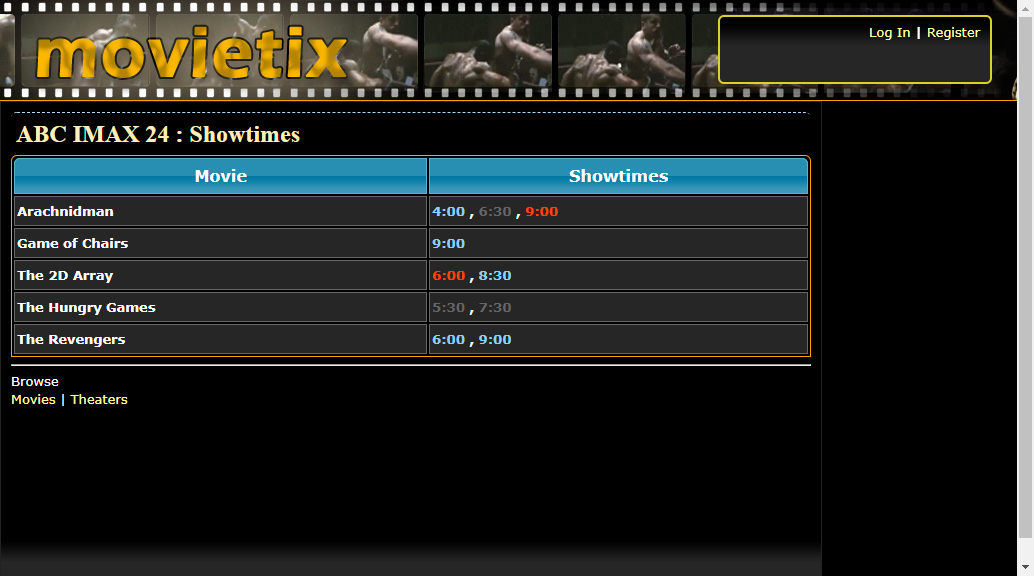 movietix
Log In | Register
ABC IMAX 24 : Showtimes
Movie Showtimes
Arachnidman 4:00 , 6:30 , 9:00
Game of Chairs 9:00
The 2D Array 6:00 , 8:30
The Hungry Games 5:30 , 7:30
The Revengers 6:00 , 9:00
Browse
Movies | Theaters